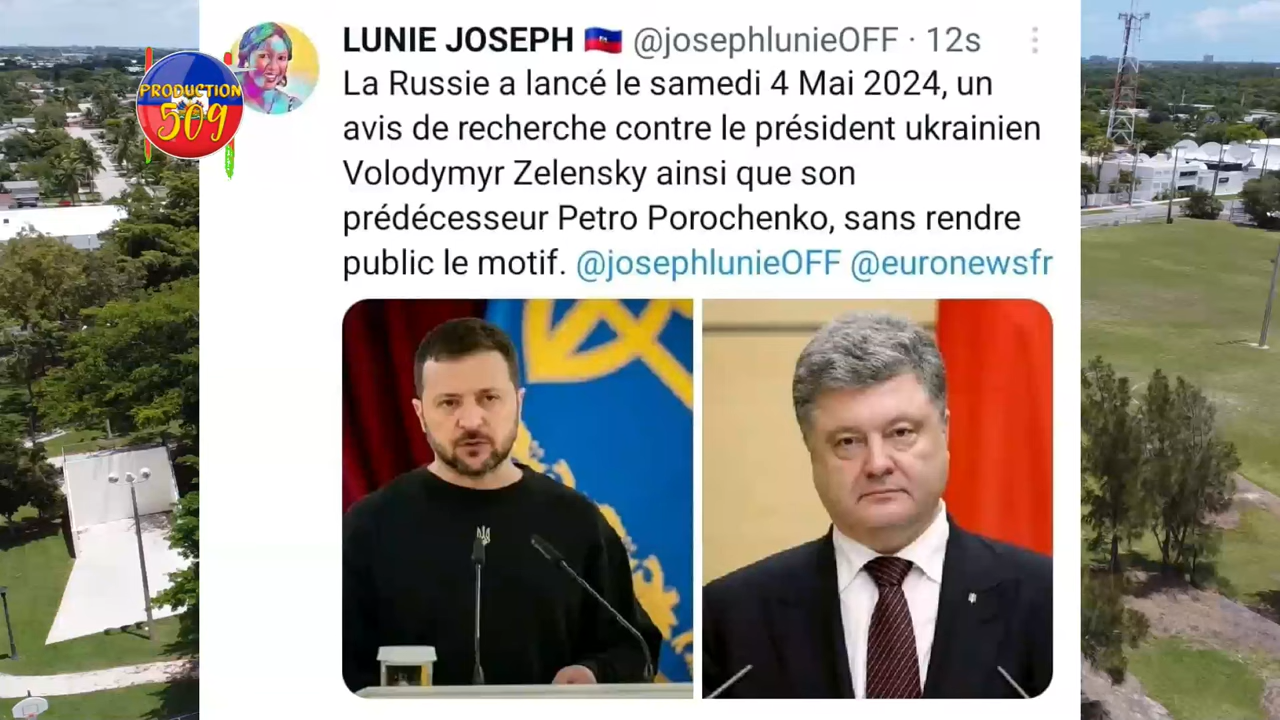 PRODUCTION
509
LUNIE JOSEPH 🇭🇹 @josephlunieOFF · 12s
La Russie a lancé le samedi 4 Mai 2024, un
avis de recherche contre le président ukrainien
Volodymyr Zelensky ainsi que son
prédécesseur Petro Porochenko, sans rendre
public le motif. @josephlunieOFF @euronewsfr